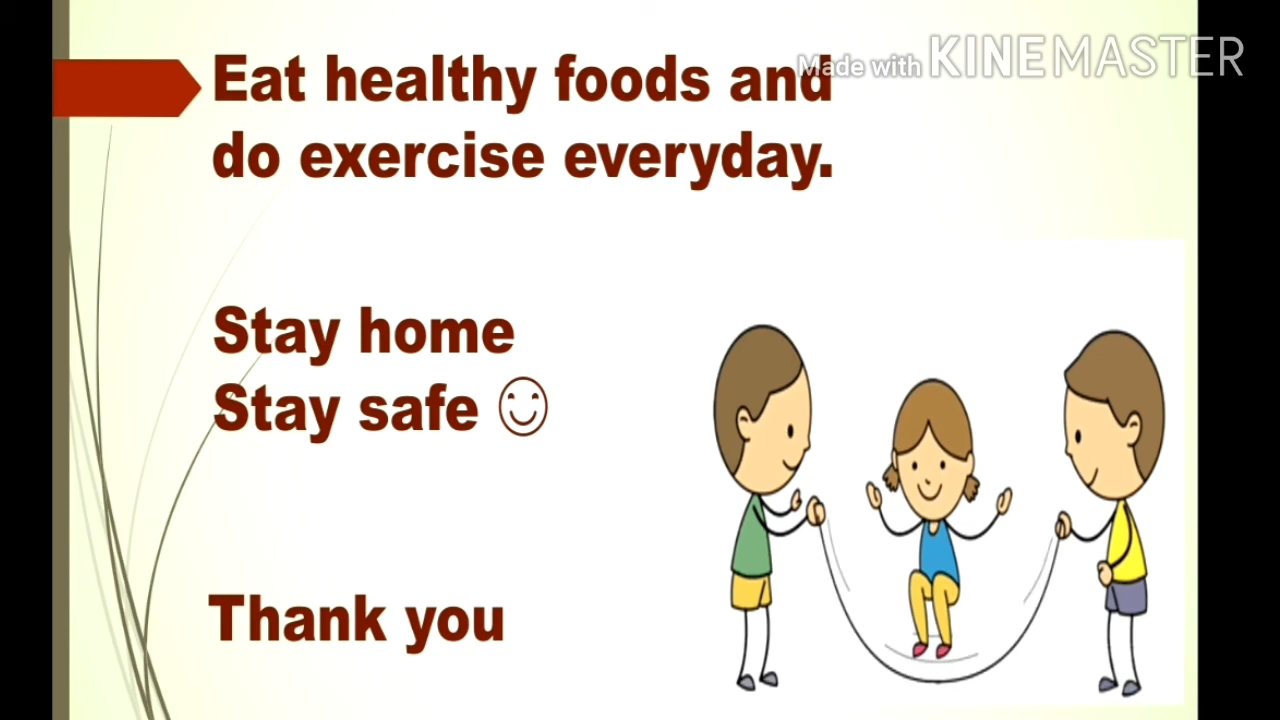 Made with KINEMASTER
Eat healthy foods and
do exercise everyday.
Stay home
Stay safe ☺
Thank you